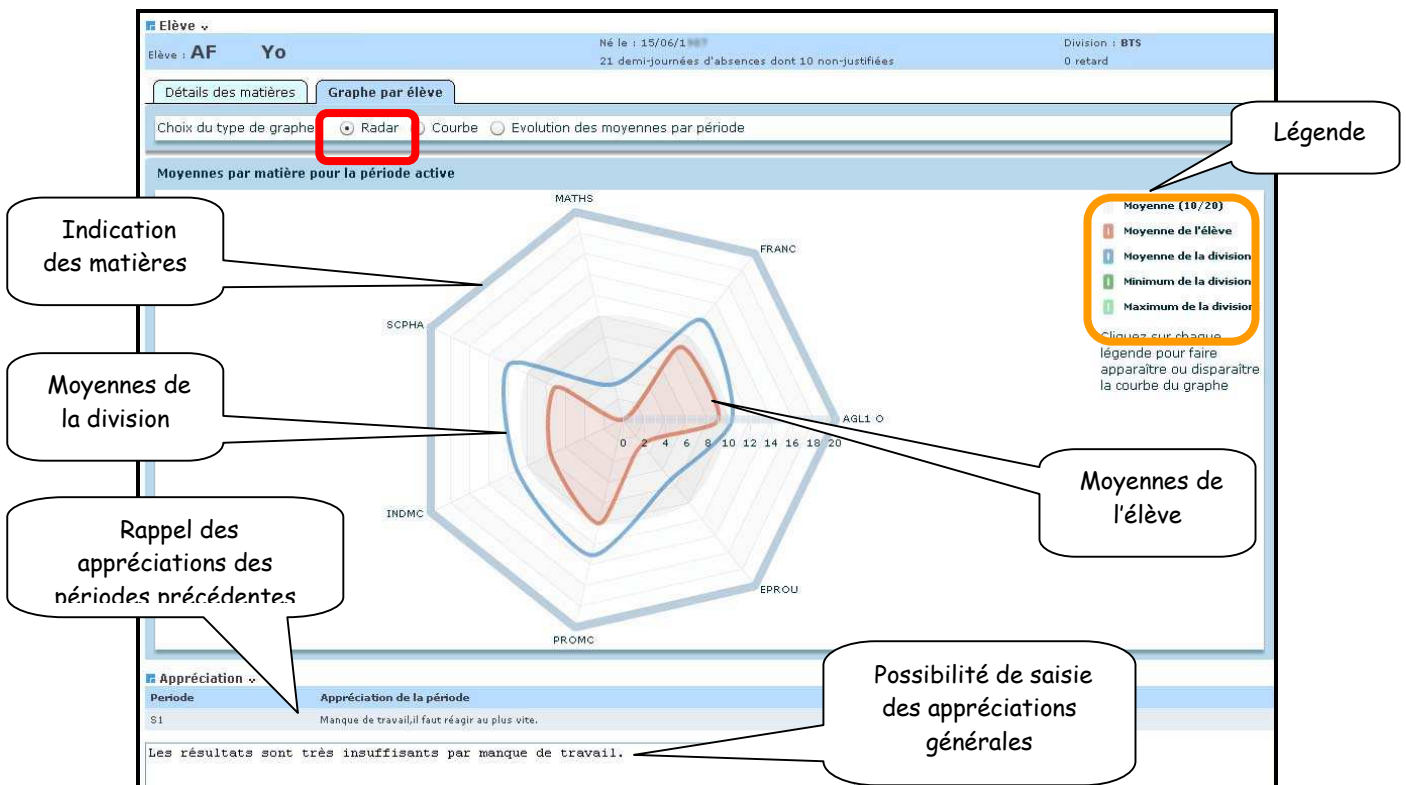 Elève
Elève : AF Yo
Né le : 15/06/1
21 demi-journées d'absences dont 10 non-justifiées
Division : BTS
0 retard
Détails des matières
Graphe par élève
Choix du type de graphe
Radar
Courbe
Evolution des moyennes par période
Légende
Moyennes par matière pour la période active
Moyenne (10/20)
Moyenne de l'élève
Moyenne de la division
Minimum de la division
Maximum de la division
Cliquez sur chaque
légende pour faire
apparaître ou disparaître
la courbe du graphe
MATHS
FRANC
AGL1 O
EPROU
PROMC
INDMC
SCPHA
0 2 4 6 8 10 12 14 16 18 20
Indication
des matières
Moyennes de
la division
Moyennes de
l'élève
Rappel des
appréciations des
périodes précédentes
Possibilité de saisie
des appréciations
générales
Appréciation
Periode
Appréciation de la période
S1
Manque de travail,il faut réagir au plus vite.
Les résultats sont très insuffisants par manque de travail.